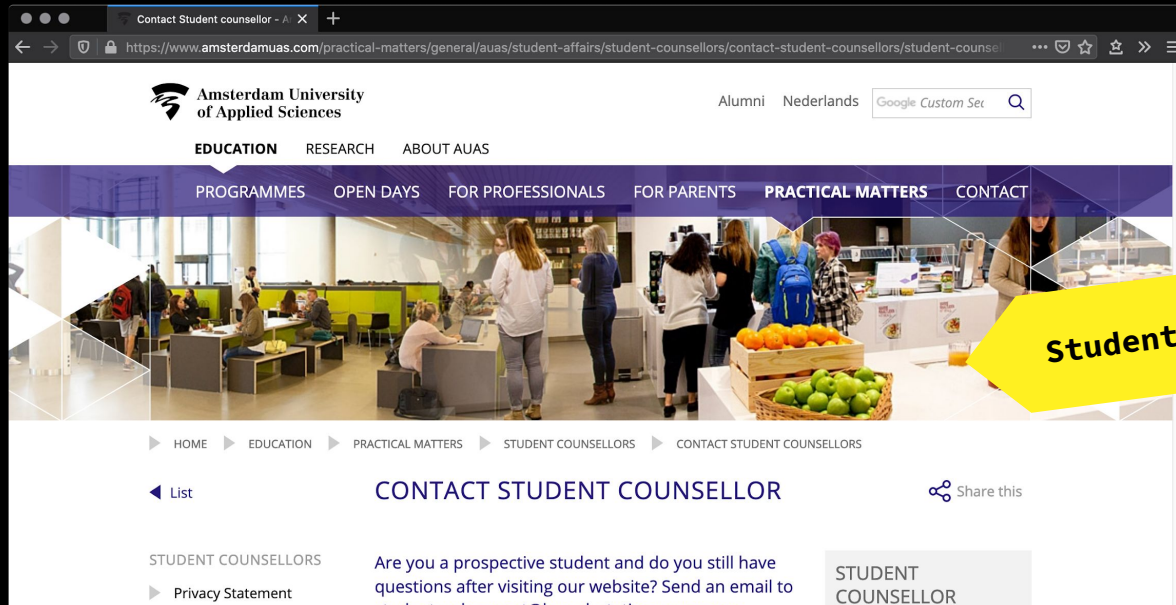 Contact Student counsellor – A
https://www.amsterdamuas.com/practical-matters/general/auas/student-affairs/student-counsellors/contact-student-counsellors/student-counsel
Amsterdam University
of Applied Sciences
Alumni Nederlands Google Custom Sea
EDUCATION RESEARCH ABOUT AUAS
PROGRAMMES OPEN DAYS FOR PROFESSIONALS FOR PARENTS PRACTICAL MATTERS CONTACT
Student
HOME EDUCATION PRACTICAL MATTERS STUDENT COUNSELLORS CONTACT STUDENT COUNSELLORS
List
CONTACT STUDENT COUNSELLOR
Share this
STUDENT COUNSELLORS
Privacy Statement
Are you a prospective student and do you still have
questions after visiting our website? Send an email to
STUDENT
COUNSELLOR